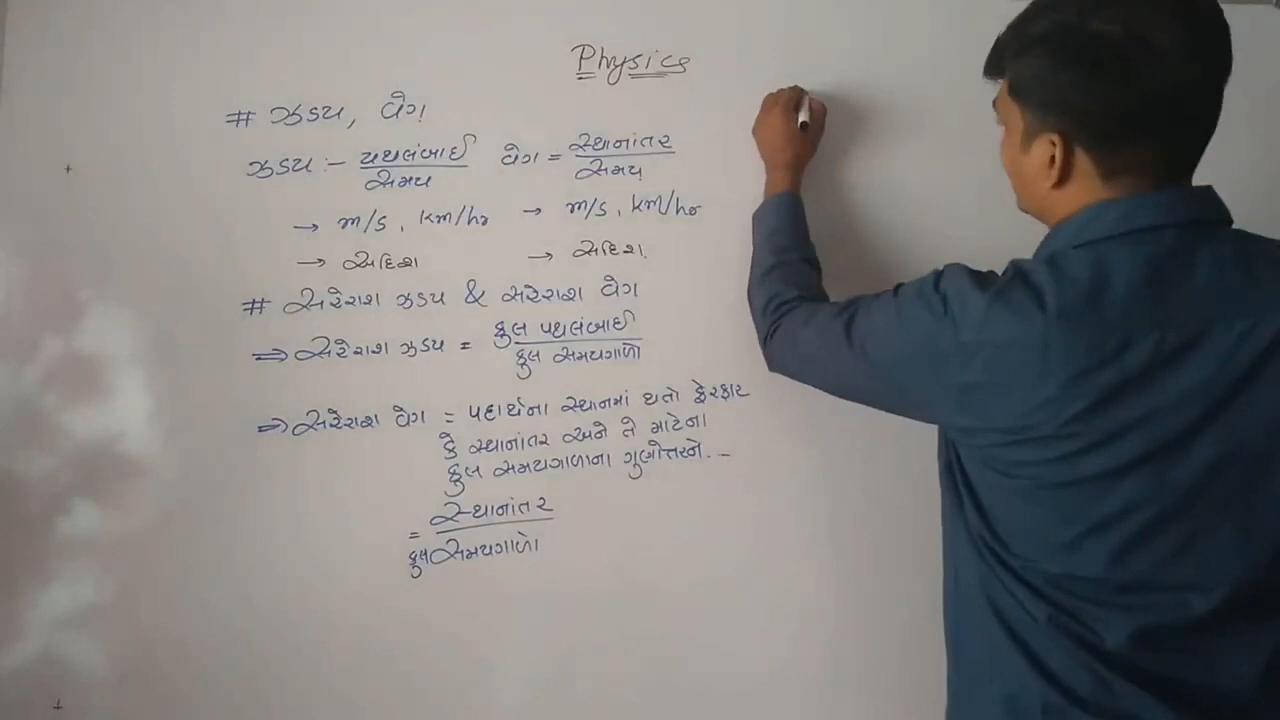 Physics
# ઝડપ, વેગ
ઝડપ :- પથલંબાઈ / સમય વેગ = સ્થાનાંતર / સમય
→ m/s, km/hr → m/s, km/hr
→ અદિશ → સદિશ.
# સરેરાશ ઝડપ & સરેરાશ વેગ
⇒ સરેરાશ ઝડપ = કુલ પથલંબાઈ / કુલ સમયગાળો
⇒ સરેરાશ વેગ = પદાર્થના સ્થાનમાં થતો ફેરફાર
કે સ્થાનાંતર અને તે માટેના
કુલ સમયગાળાના ગુણોત્તરને. --
= સ્થાનાંતર / કુલ સમયગાળો